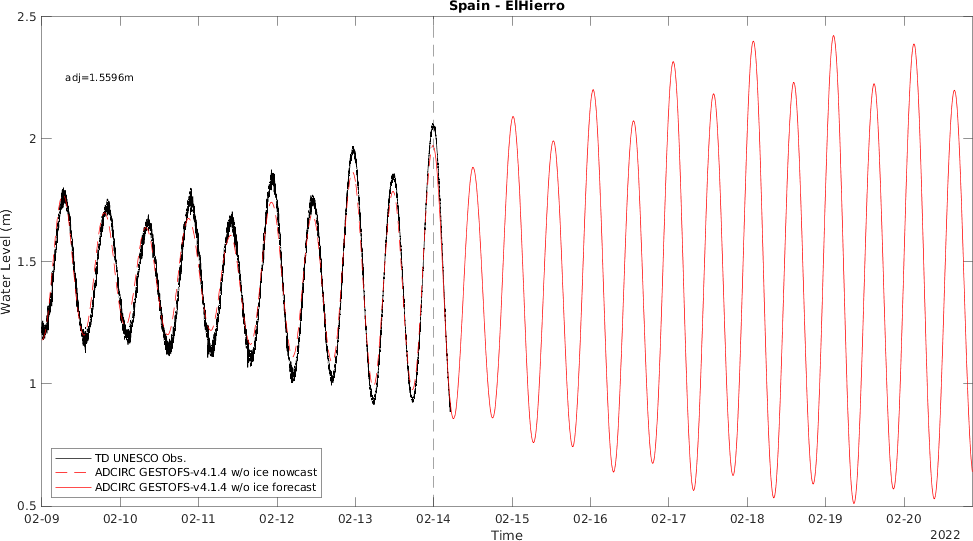 Spain - ElHierro
2.5
adj=1.5596m
2
1.5
Water Level (m)
1
TD UNESCO Obs.
ADCIRC GESTOFS-v4.1.4 w/o ice nowcast
ADCIRC GESTOFS-v4.1.4 w/o ice forecast
0.5
02-09 02-10 02-11 02-12 02-13 02-14 02-15 02-16 02-17 02-18 02-19 02-20
Time
2022